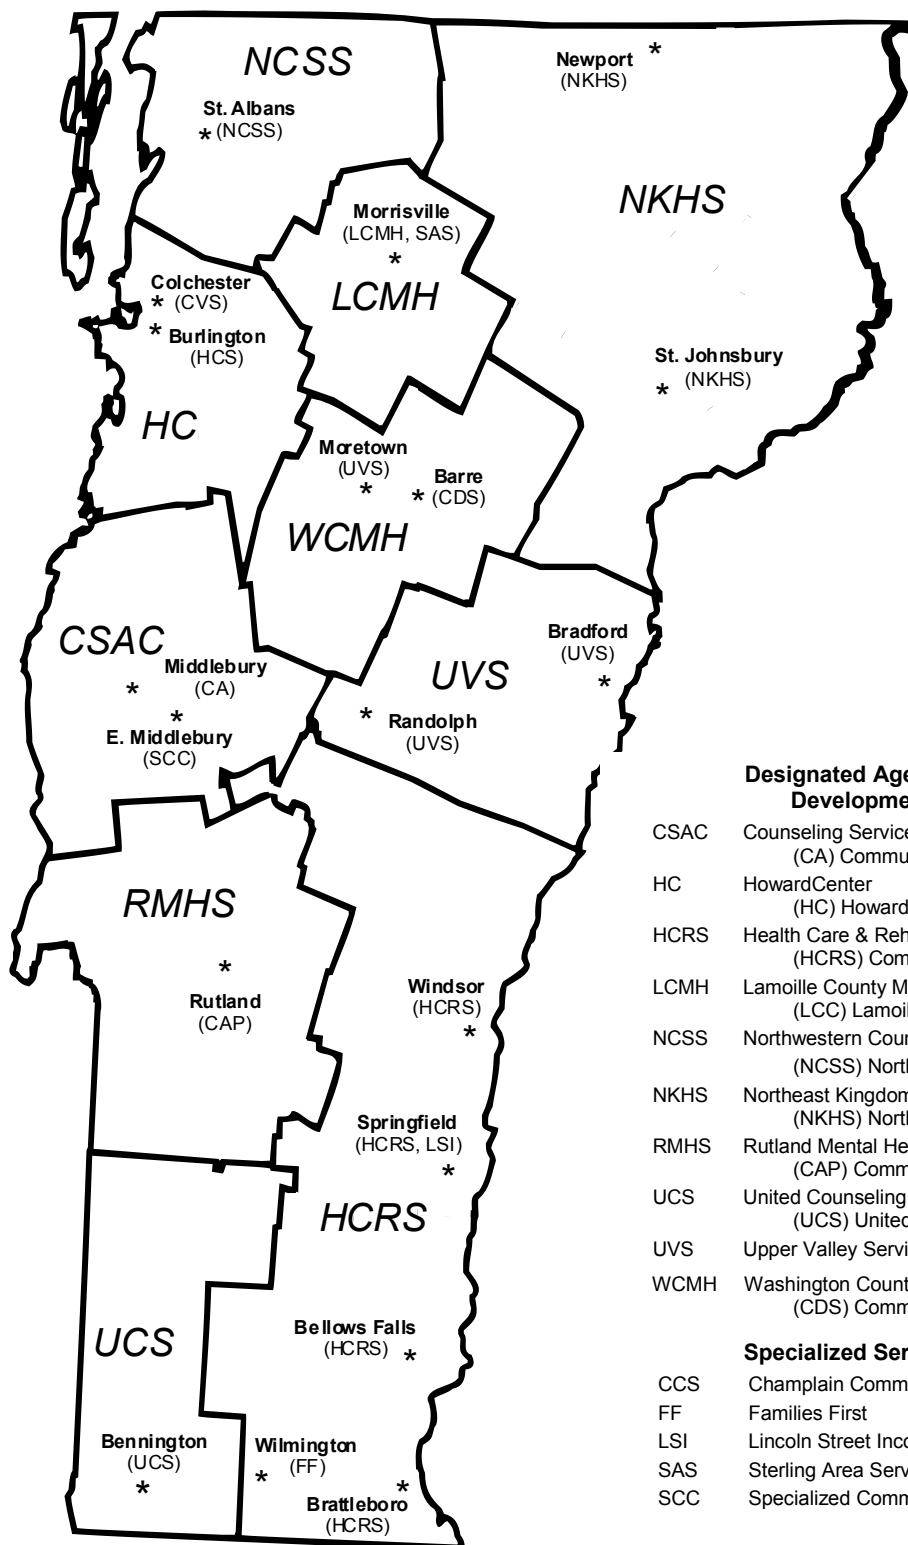 NCSS
St. Albans
* (NCSS)
Newport *
(NKHS)
NKHS
Morrisville
(LCMH, SAS)
*
LCMH
Colchester
* (CVS)
* Burlington
(HCS)
HC
St. Johnsbury
* (NKHS)
Moretown
(UVS)
*
Barre
* (CDS)
WCMH
CSAC
Middlebury
* (CA)
*
E. Middlebury
(SCC)
Bradford
(UVS)
*
UVS
* Randolph
(UVS)
RMHS
*
Rutland
(CAP)
Windsor
(HCRS)
*
Springfield
(HCRS, LSI)
*
HCRS
UCS
Bellows Falls
(HCRS) *
Bennington
(UCS)
*
Wilmington
* (FF)
*
Brattleboro
(HCRS)
Designated Age
Developme
CSAC Counseling Service
(CA) Commu
HC HowardCenter
(HC) Howard
HCRS Health Care & Reh
(HCRS) Com
LCMH Lamoille County M
(LCC) Lamoil
NCSS Northwestern Coun
(NCSS) North
NKHS Northeast Kingdom
(NKHS) North
RMHS Rutland Mental He
(CAP) Comm
UCS United Counseling
(UCS) United
UVS Upper Valley Servi
WCMH Washington Count
(CDS) Comm
Specialized Ser
CCS Champlain Comm
FF Families First
LSI Lincoln Street Inco
SAS Sterling Area Serv
SCC Specialized Comm